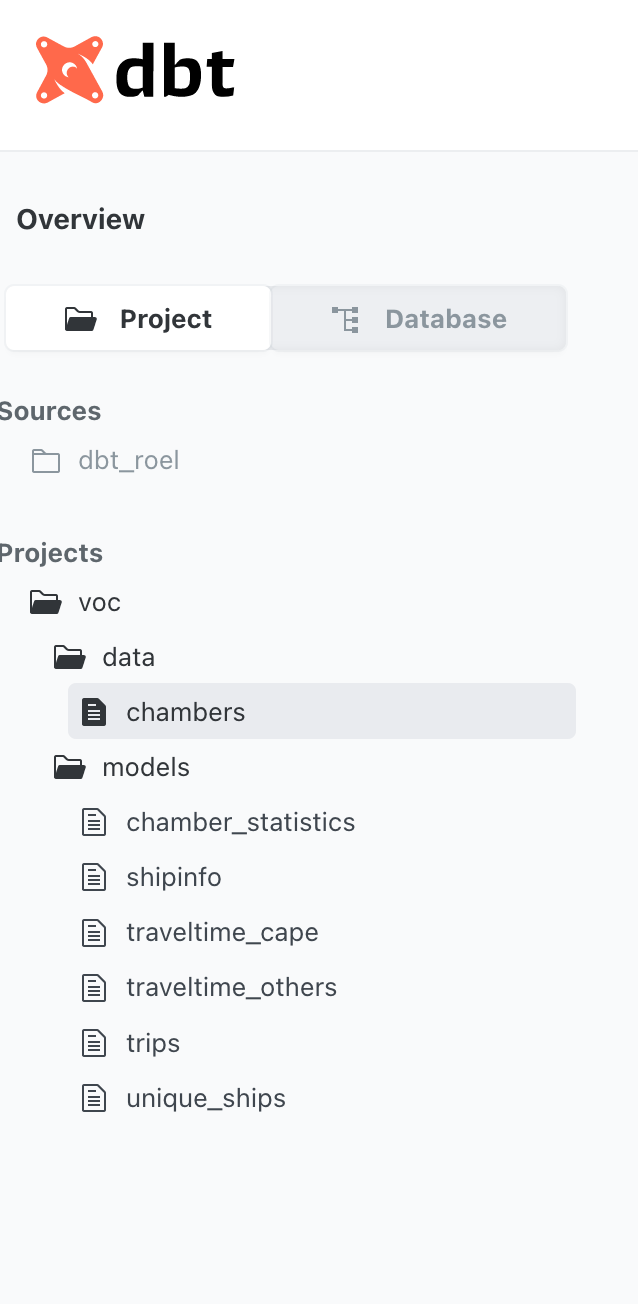 dbt
Overview
Project Database
Sources
dbt_roel
Projects
voc
data
chambers
models
chamber_statistics
shipinfo
traveltime_cape
traveltime_others
trips
unique_ships